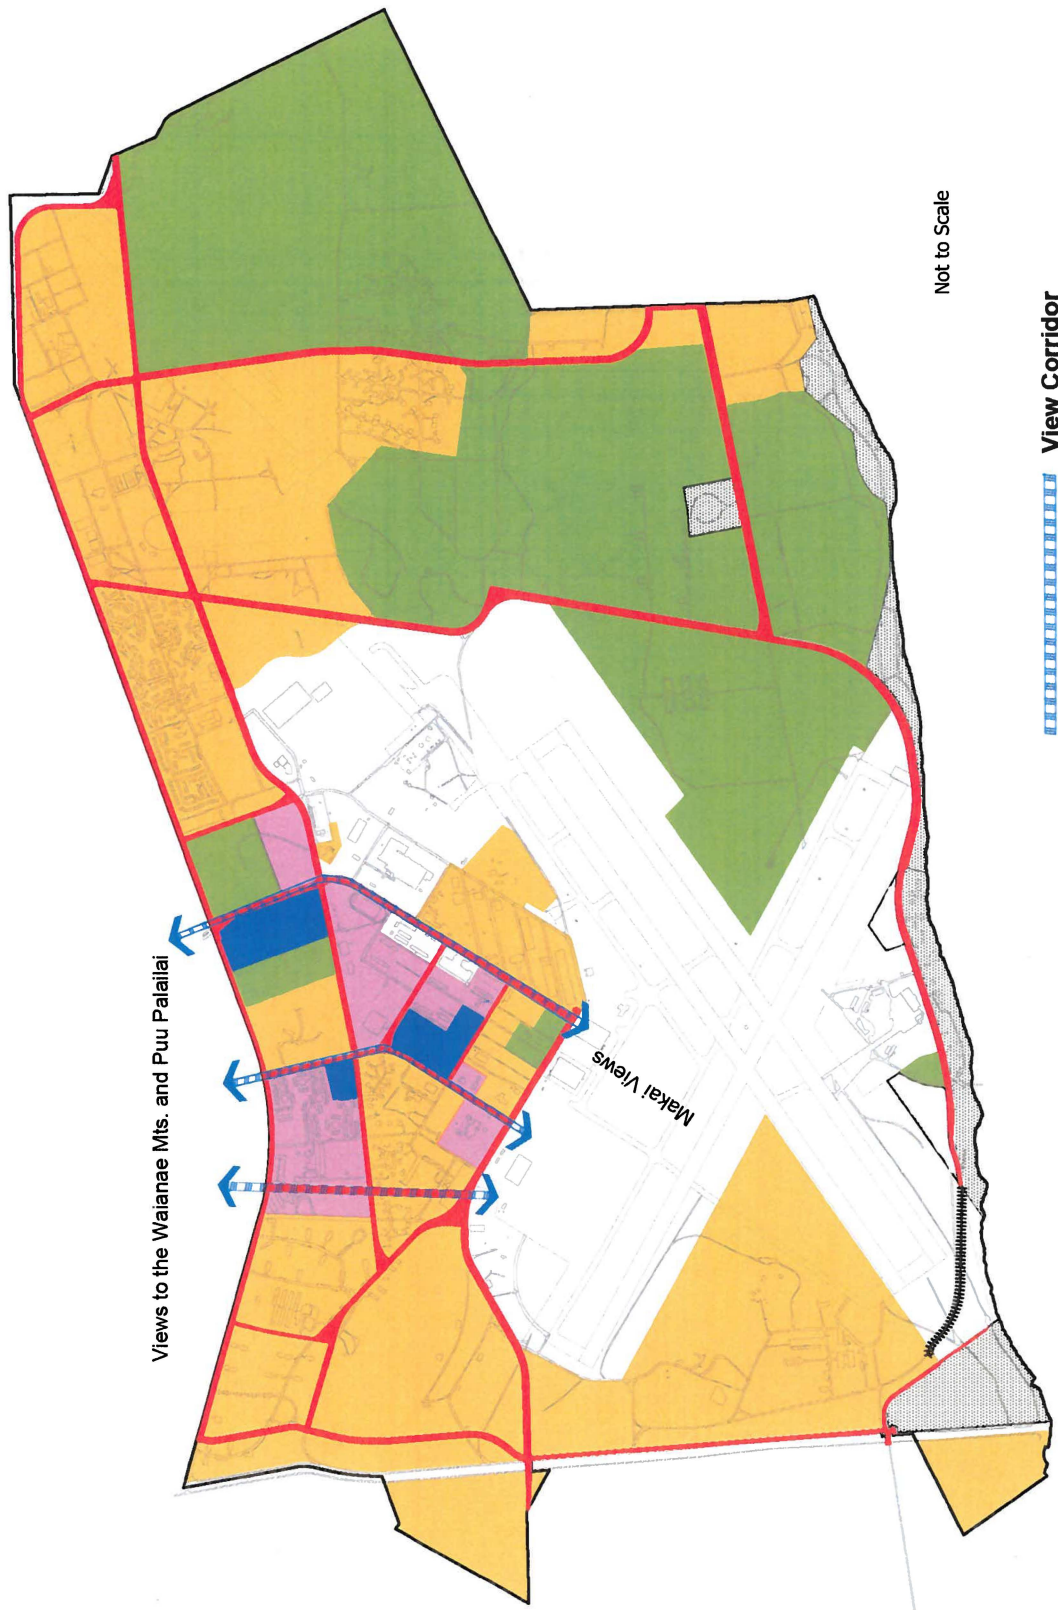 Views to the Waianae Mts. and Puu Palailai
Makai Views
Not to Scale
View Corridor